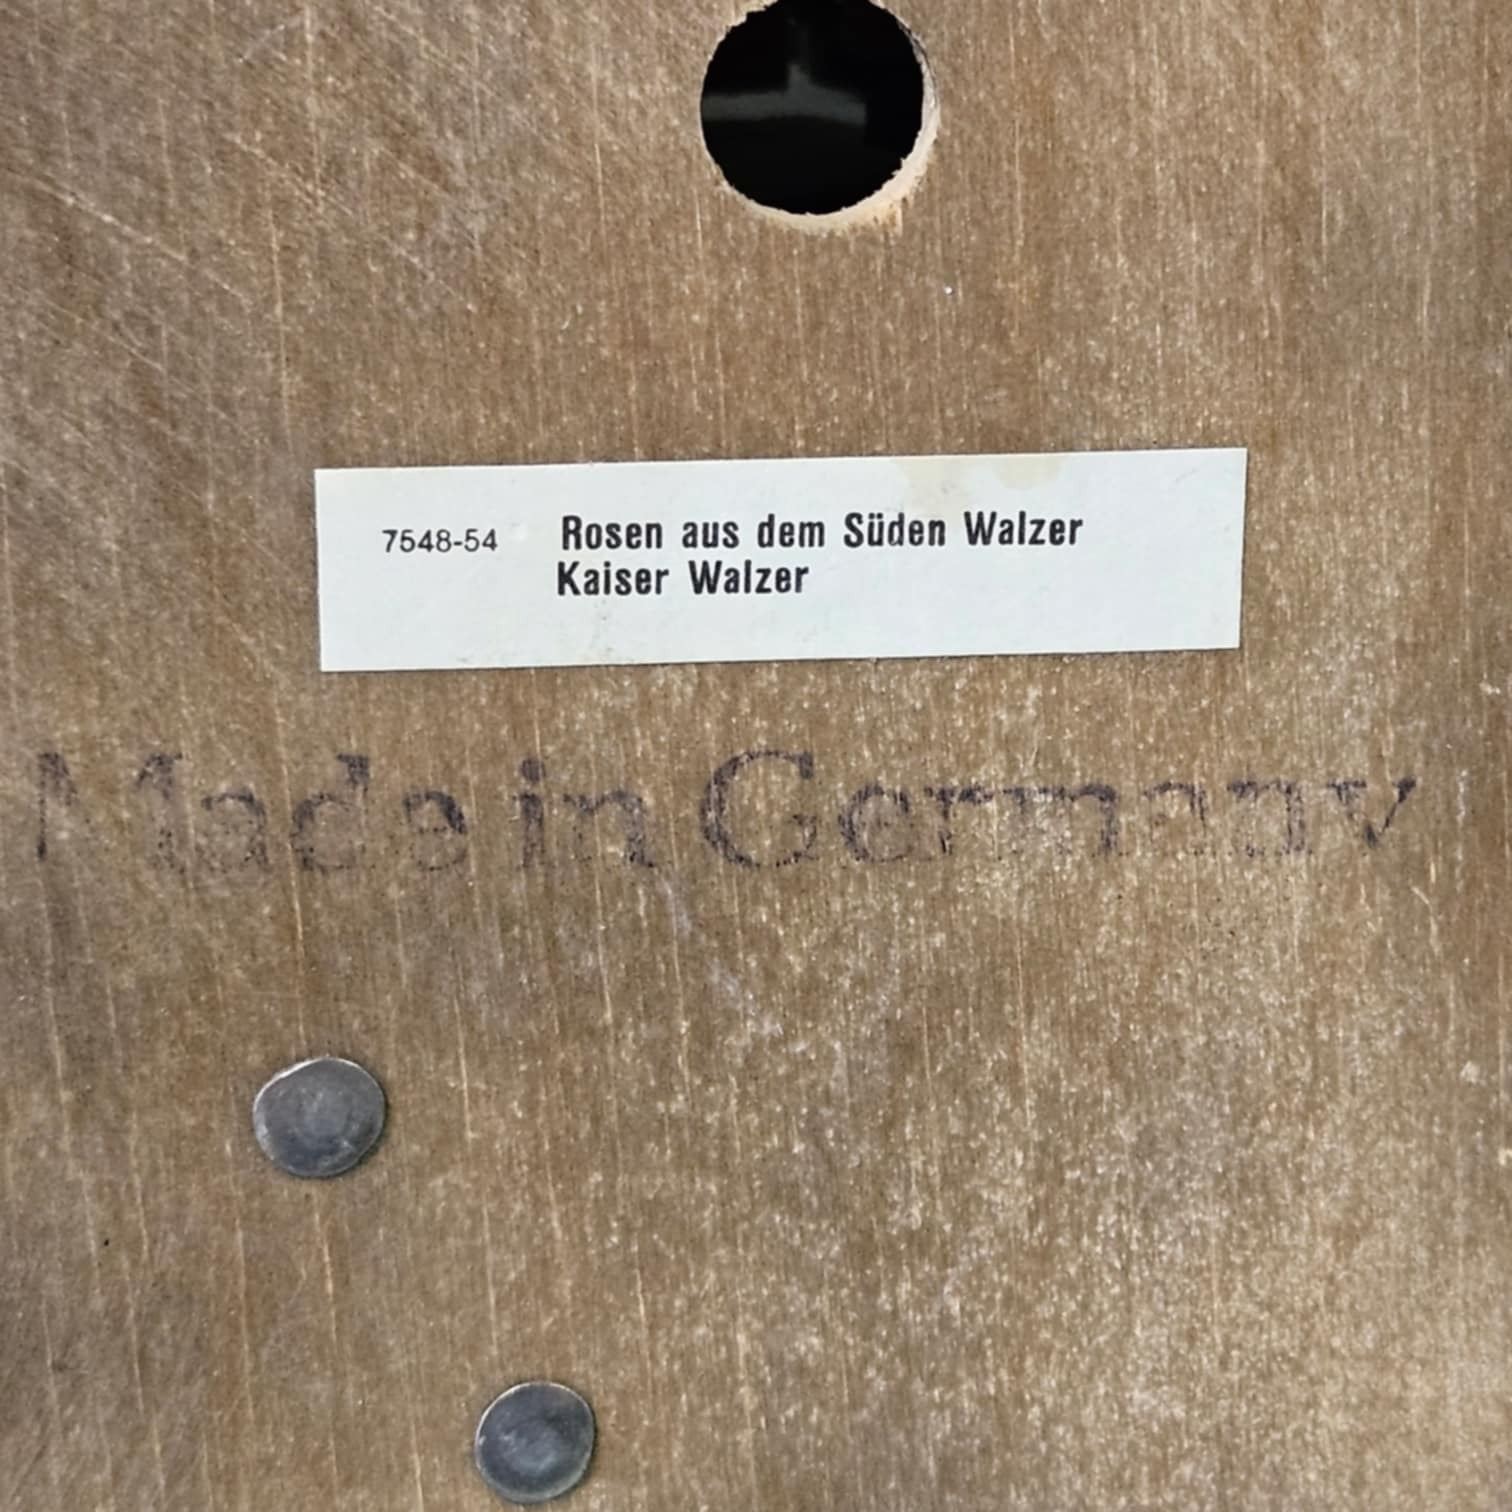 7548-54 Rosen aus dem Süden Walzer
Kaiser Walzer
Made in Germany